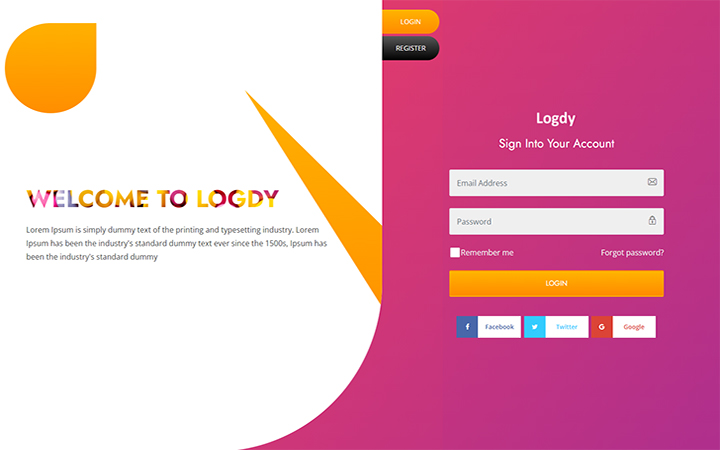 LOGIN
REGISTER
WELCOME TO LOGDY
Lorem Ipsum is simply dummy text of the printing and typesetting industry. Lorem
Ipsum has been the industry's standard dummy text ever since the 1500s, Ipsum has
been the industry's standard dummy
Logdy
Sign Into Your Account
Email Address
Password
Remember me Forgot password?
LOGIN
f Facebook Twitter G Google